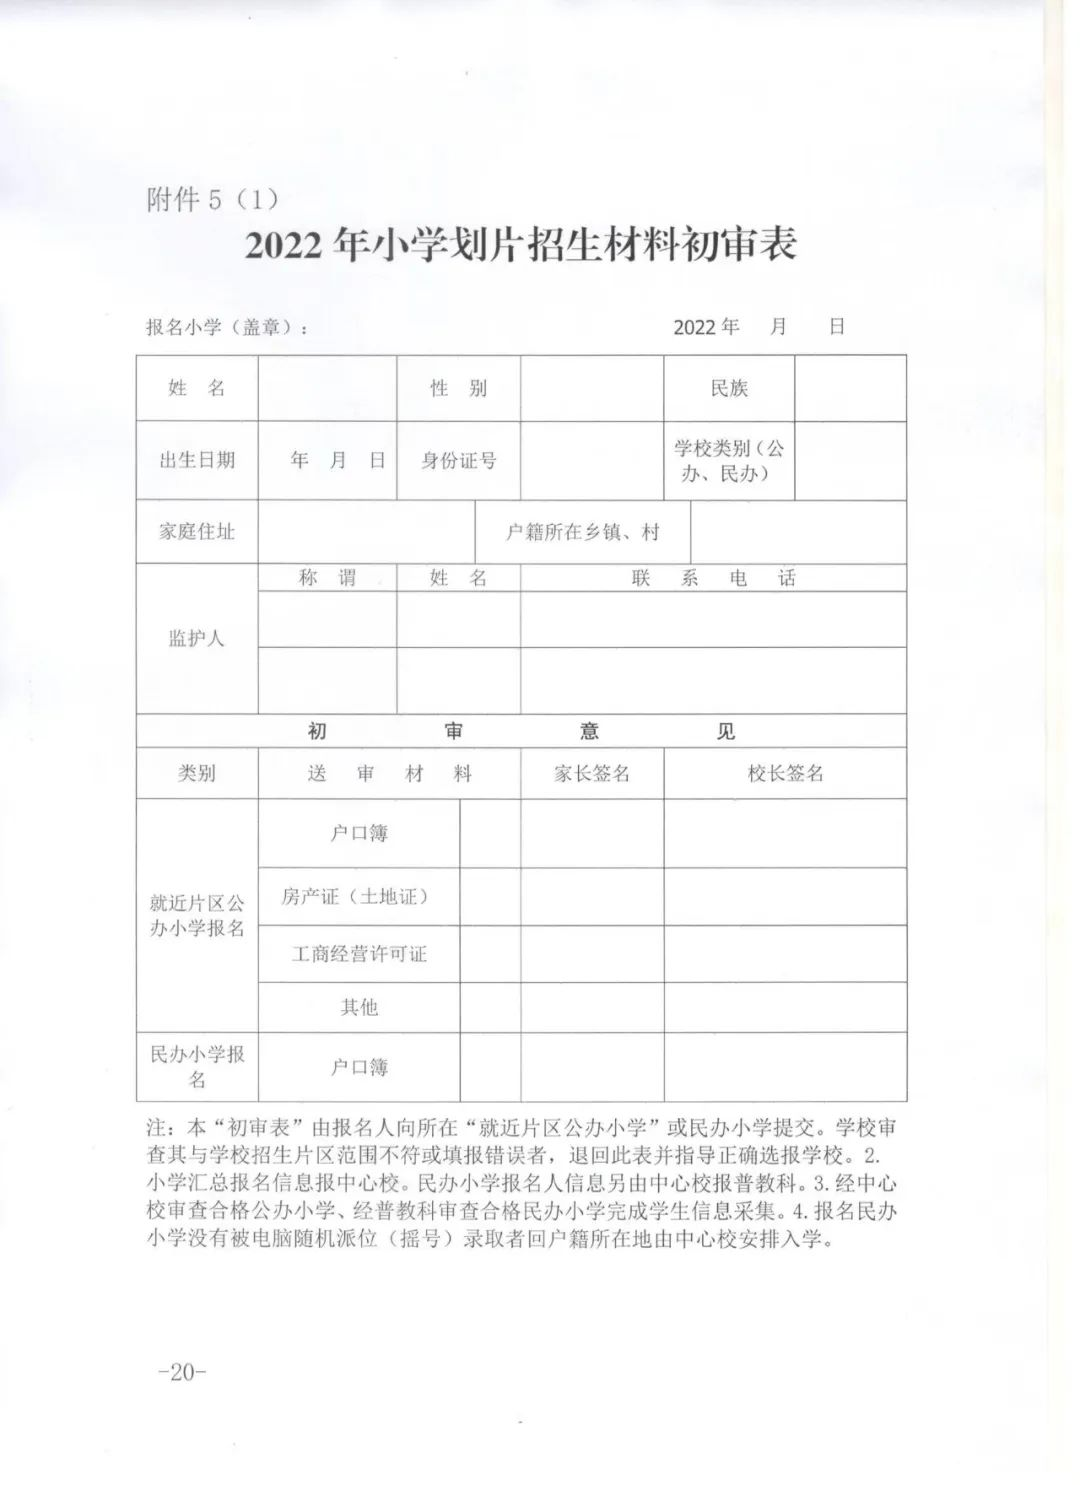 附件 5（1）
2022 年小学划片招生材料初审表
报名小学（盖章）：　2022 年　月　日
姓　名　性　别　民族
出生日期　年　月　日　身份证号　学校类别（公
办、民办）
家庭住址　户籍所在乡镇、村
监护人
称　谓　姓　名　联　系　电　话
初　审　意　见
类别　送　审　材　料　家长签名　校长签名
就近片区公
办小学报名
户口簿
房产证（土地证）
工商经营许可证
其他
民办小学报
名
户口簿
注：本“初审表”由报名人向所在“就近片区公办小学”或民办小学提交。学校审
查其与学校招生片区范围不符或填报错误者，退回此表并指导正确选报学校。2.
小学汇总报名信息报中心校。民办小学报名人信息另由中心校报普教科。3.经中心
校审查合格公办小学、经普教科审查合格民办小学完成学生信息采集。4.报名民办
小学没有被电脑随机派位（摇号）录取者回户籍所在地由中心校安排入学。
-20-